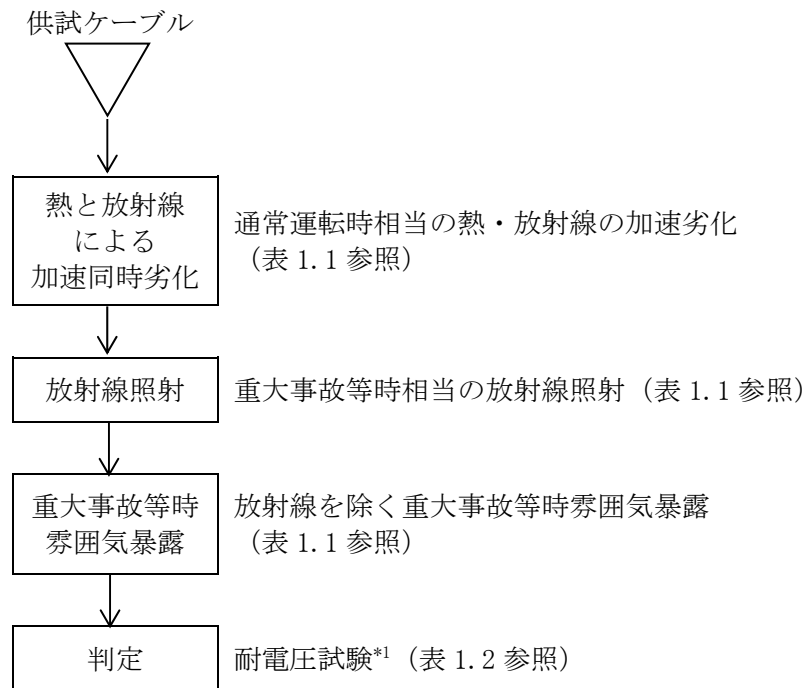 供試ケーブル
熱と放射線
による
加速同時劣化
通常運転時相当の熱・放射線の加速劣化
(表 1.1 参照)
放射線照射
重大事故等時相当の放射線照射(表 1.1 参照)
重大事故等時
雰囲気暴露
放射線を除く重大事故等時雰囲気暴露
(表 1.1 参照)
判定
耐電圧試験*1(表 1.2 参照)